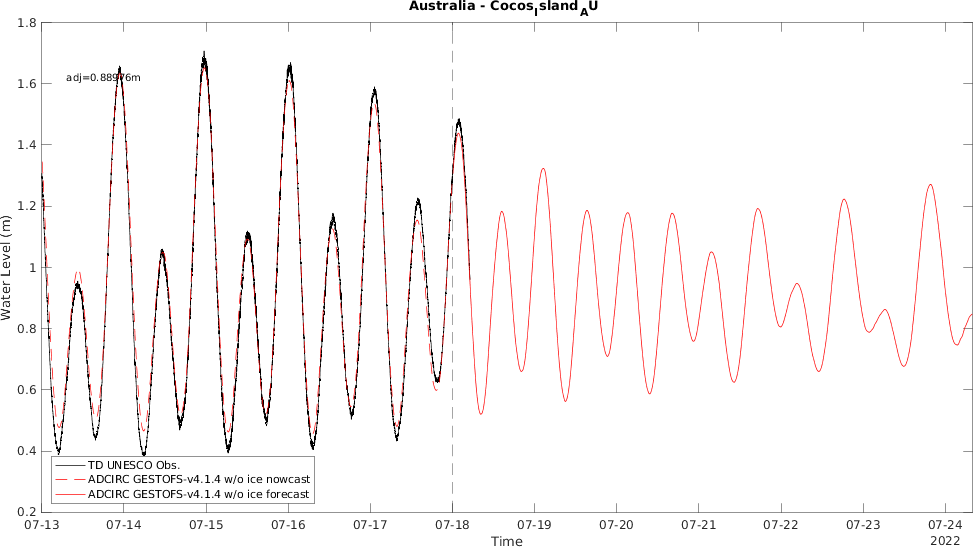 Australia - Cocos_Island_AU
1.8
1.6
1.4
1.2
1
0.8
0.6
0.4
0.2
Water Level (m)
adj=0.88976m
TD UNESCO Obs.
ADCIRC GESTOFS-v4.1.4 w/o ice nowcast
ADCIRC GESTOFS-v4.1.4 w/o ice forecast
07-13 07-14 07-15 07-16 07-17 07-18 07-19 07-20 07-21 07-22 07-23 07-24
Time 2022